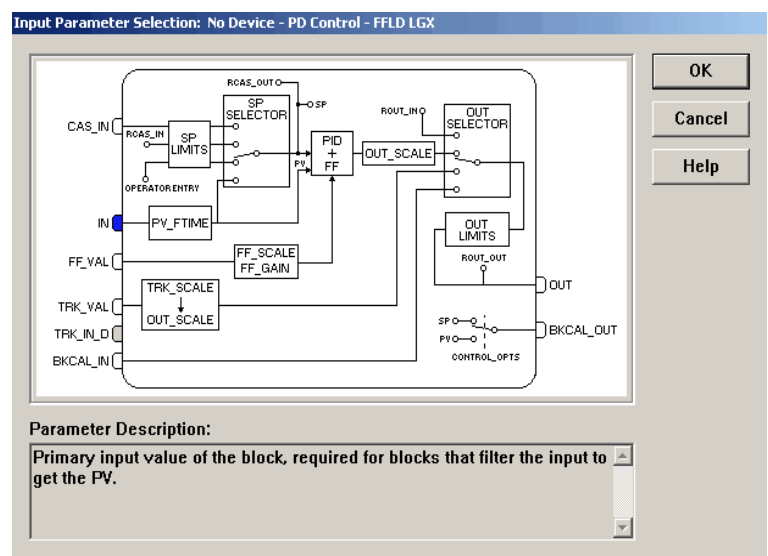 Input Parameter Selection: No Device - PD Control - FFLD LGX
OK
Cancel
Help
RCAS_OUT
SP
SELECTOR
SP
ROUT_IN
OUT
SELECTOR
CAS_IN
RCAS_IN
SP
LIMITS
PID
+
FF
OUT_SCALE
PV
OPERATOR ENTRY
IN
PV_FTIME
OUT
LIMITS
FF_VAL
FF_SCALE
FF_GAIN
ROUT_OUT
TRK_SCALE
OUT_SCALE
OUT
TRK_VAL
TRK_IN_D
SP
PV
BKCAL_OUT
BKCAL_IN
CONTROL_OPTS
Parameter Description:
Primary input value of the block, required for blocks that filter the input to
get the PV.